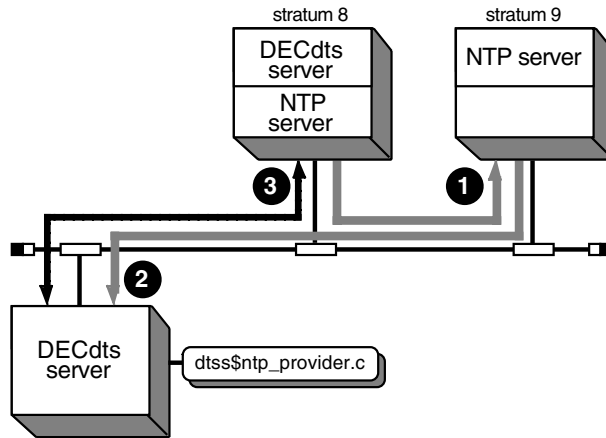 stratum 8
stratum 9
DECdts
server
NTP
server
NTP server
3
1
2
DECdts
server
dtss$ntp_provider.c